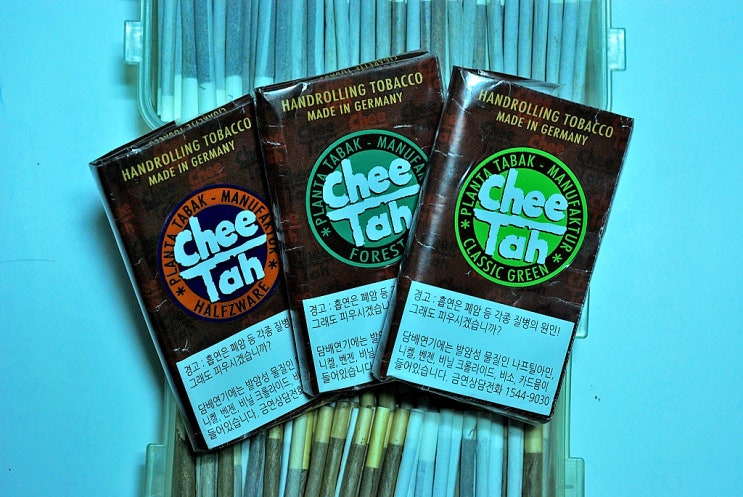 CIGARETTE TOBACCO
HANDROLLING TOBACCO
MADE IN GERMANY
PLANTA TABAK - MANUFAKTUR
Chee
Tah
HALFZWARE
경고 : 흡연은 폐암 등 각종 질병
그래도 피우시겠습니까?
담배연기에는 발암성 물질인
니켈, 벤젠, 비닐 크롤라이드, 비
들어있습니다. 금연상담전화
HANDROLLING TOBACCO
MADE IN GERMANY
PLANTA TABAK - MANUFAK
Chee
Tah
FOREST
경고 : 흡연은 폐암 등
그래도 피우시겠습니
담배연기에는 발암성
니켈, 벤젠, 비닐
들어있습니다. 금
HANDROLLING TOBACCO
MADE IN GERMANY
PLANTA TABAK - MANUFAKTUR
Chee
Tah
CLASSIC GREEN
경고 : 흡연은 폐암 등 각종 질병의 원인!
그래도 피우시겠습니까?
담배연기에는 발암성 물질인 나프틸아민,
니켈, 벤젠, 비닐 크롤라이드, 비소, 카드뮴이
들어있습니다. 금연상담전화 1544-9030